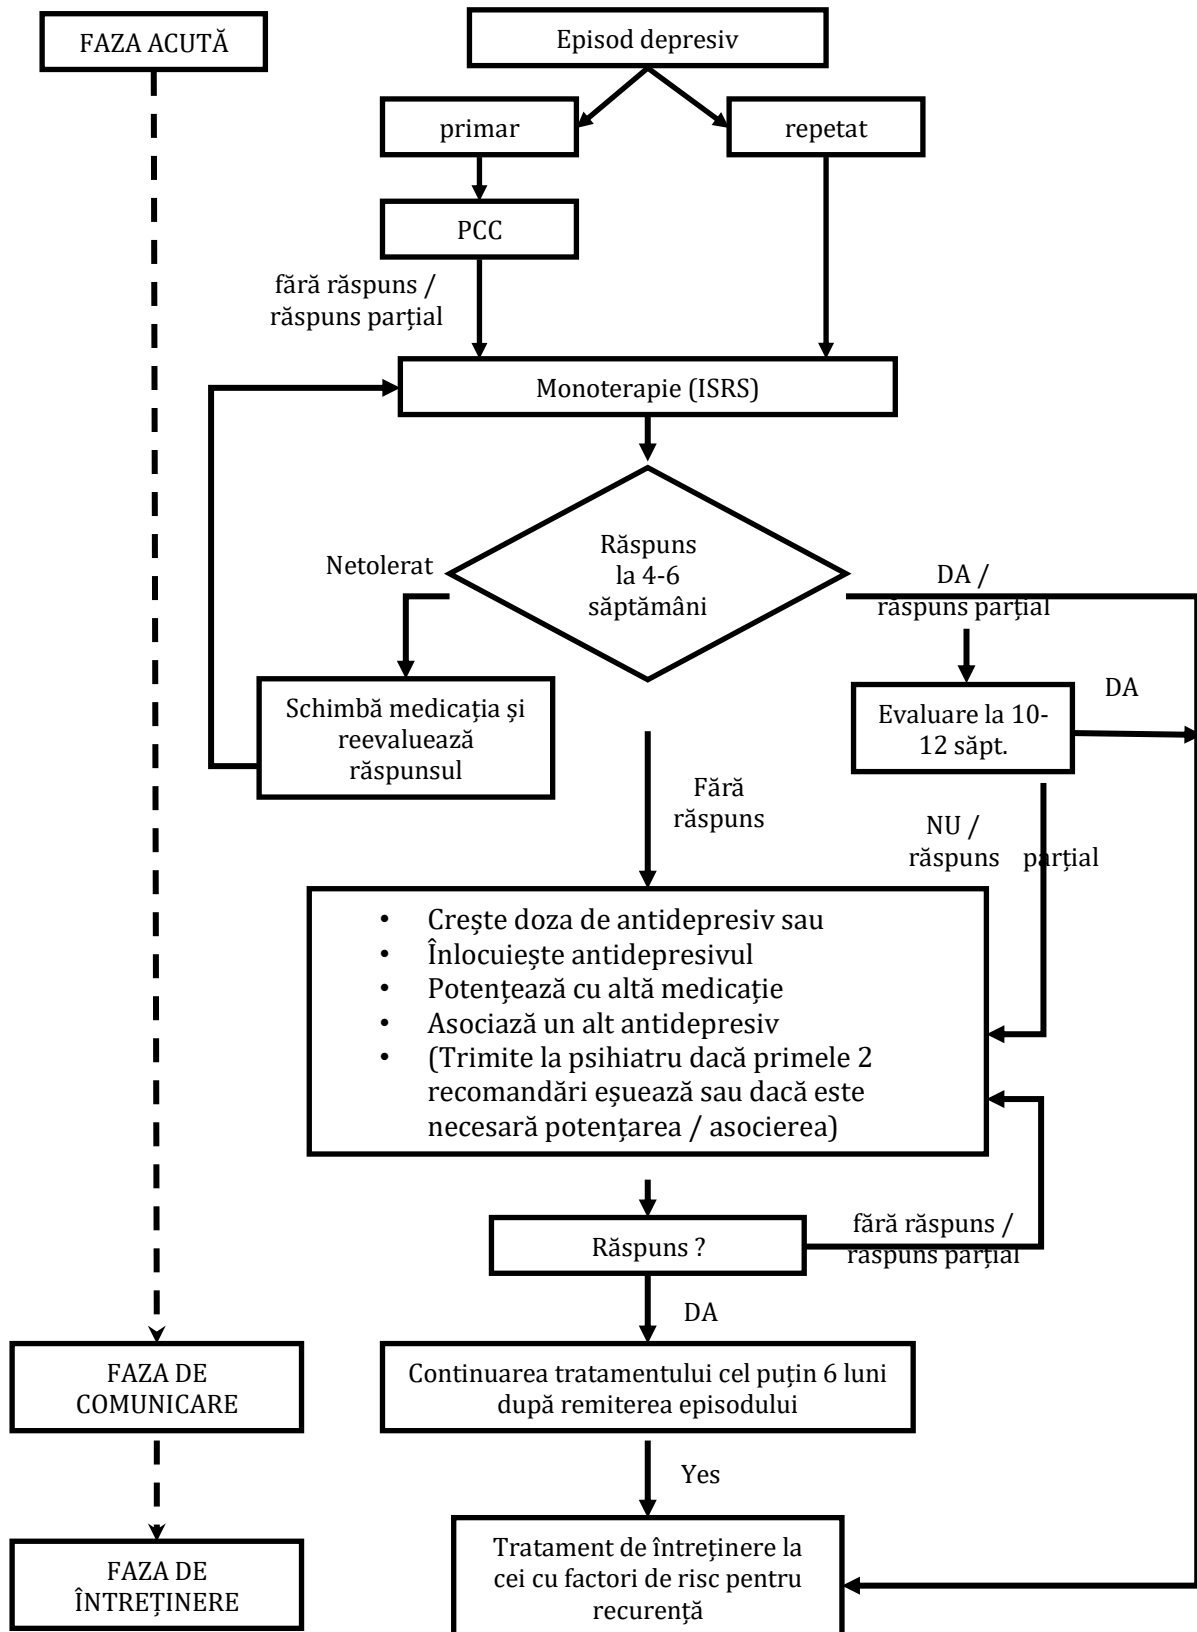 FAZA ACUTĂ
Episod depresiv
primar
repetat
PCC
fără răspuns /
răspuns parțial
Monoterapie (ISRS)
Răspuns
la 4-6
săptămâni
Netolerat
DA /
răspuns parțial
Schimbă medicația și
reevaluează
răspunsul
Evaluare la 10-
12 săpt.
DA
Fără
răspuns
NU /
răspuns parțial
• Crește doza de antidepresiv sau
• Înlocuiește antidepresivul
• Potențează cu altă medicație
• Asociază un alt antidepresiv
• (Trimite la psihiatru dacă primele 2
recomandări eșuează sau dacă este
necesară potențarea / asocierea)
Răspuns ?
fără răspuns /
răspuns parțial
DA
FAZA DE
COMUNICARE
Continuarea tratamentului cel puțin 6 luni
după remiterea episodului
Yes
FAZA DE
ÎNTREȚINERE
Tratament de întreținere la
cei cu factori de risc pentru
recurență